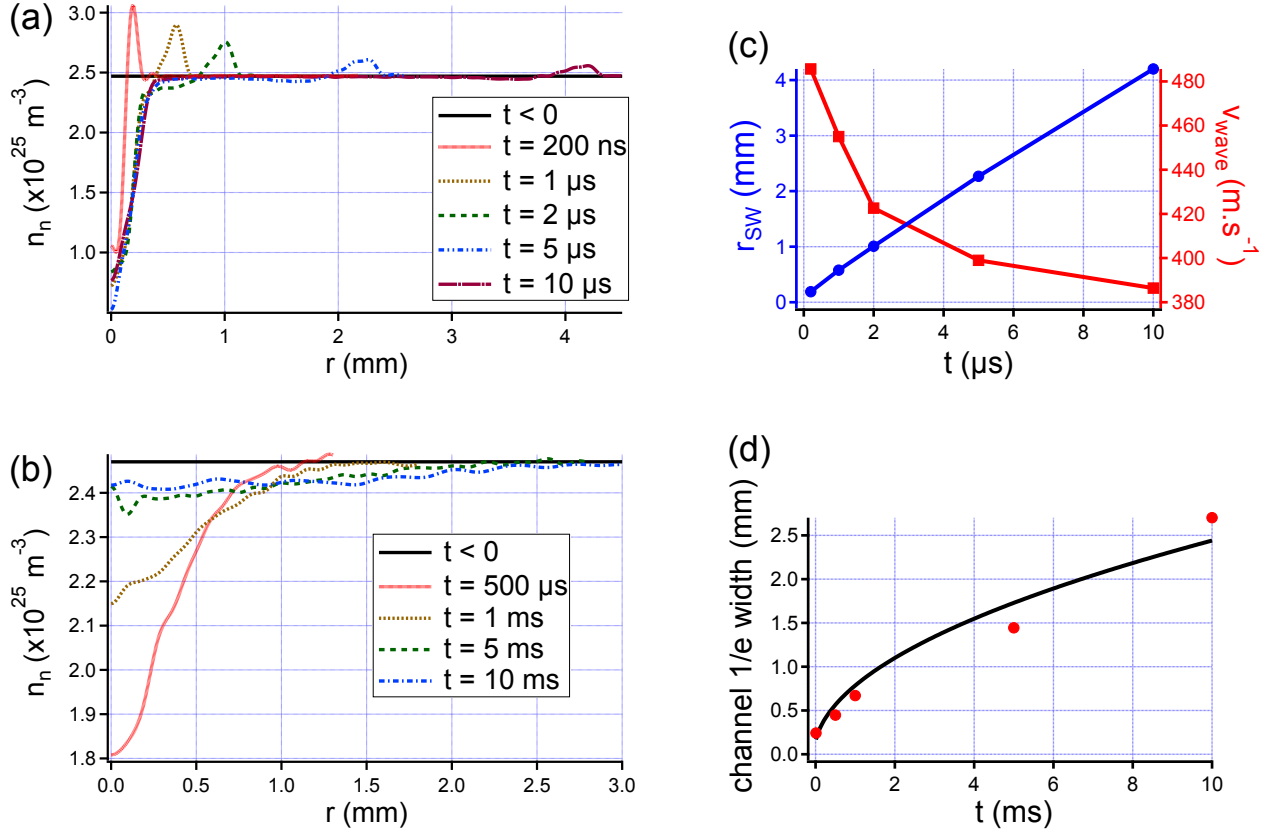 (a)
3.0
2.5
2.0
1.5
1.0
n_n (x10^25 m^-3)
t < 0
t = 200 ns
t = 1 µs
t = 2 µs
t = 5 µs
t = 10 µs
0 1 2 3 4
r (mm)
(c)
4
3
2
1
0
r_SW (mm)
480
460
440
420
400
380
v_wave (m.s^-1)
0 2 4 6 8 10
t (µs)
(b)
2.4
2.3
2.2
2.1
2.0
1.9
1.8
n_n (x10^25 m^-3)
t < 0
t = 500 µs
t = 1 ms
t = 5 ms
t = 10 ms
0.0 0.5 1.0 1.5 2.0 2.5 3.0
r (mm)
(d)
2.5
2.0
1.5
1.0
0.5
0.0
channel 1/e width (mm)
0 2 4 6 8 10
t (ms)